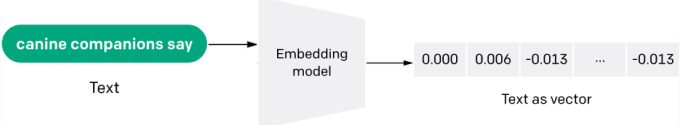 canine companions say
Text
Embedding
model
0.000 0.006 -0.013 ... -0.013
Text as vector